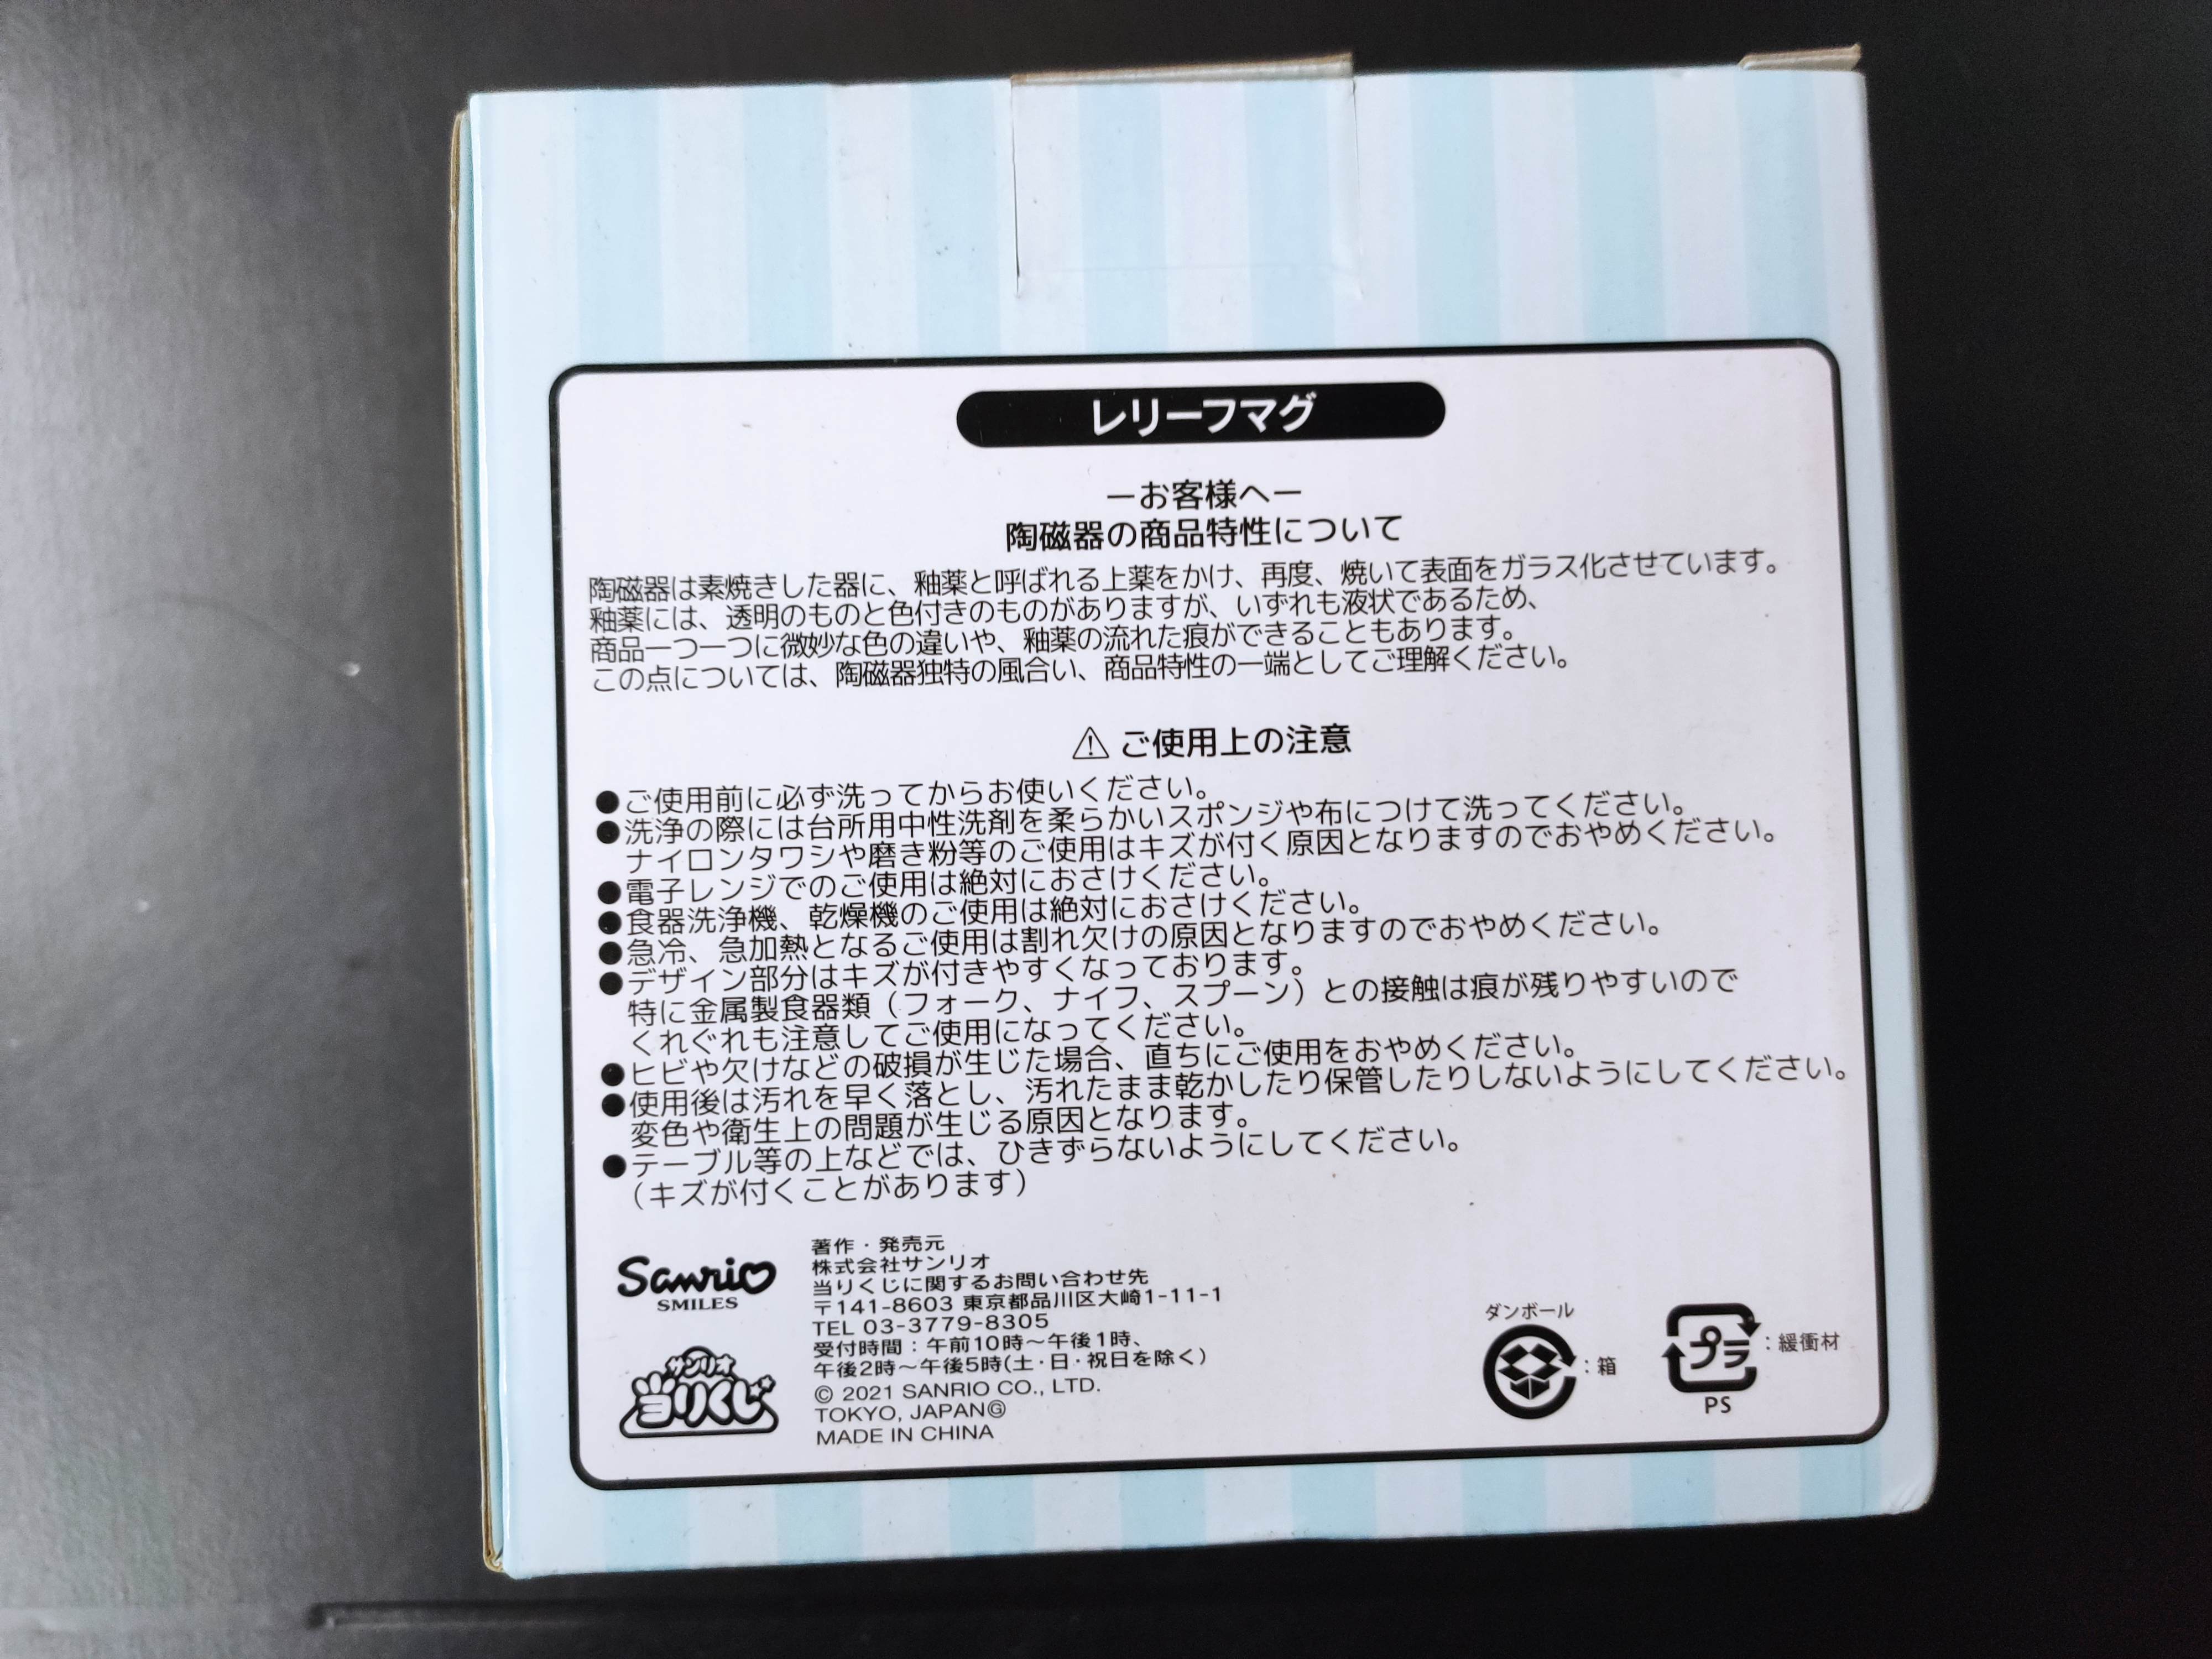 レリーフマグ
ーお客様へー
陶磁器の商品特性について
陶磁器は素焼きした器に、釉薬と呼ばれる上薬をかけ、再度、焼いて表面をガラス化させています。
釉薬には、透明のものと色付きのものがありますが、いずれも液状であるため、
商品一つ一つに微妙な色の違いや、釉薬の流れた痕ができることもあります。
この点については、陶磁器独特の風合い、商品特性の一端としてご理解ください。
⚠ご使用上の注意
●ご使用前に必ず洗ってからお使いください。
●洗浄の際には台所用中性洗剤を柔らかいスポンジや布につけて洗ってください。
ナイロンタワシや磨き粉等のご使用はキズが付く原因となりますのでおやめください。
●電子レンジでのご使用は絶対におさけください。
●食器洗浄機、乾燥機のご使用は絶対におさけください。
●急冷、急加熱となるご使用は割れ欠けの原因となりますのでおやめください。
●デザイン部分はキズが付きやすくなっております。
特に金属製食器類（フォーク、ナイフ、スプーン）との接触は痕が残りやすいので
くれぐれも注意してご使用になってください。
●ヒビや欠けなどの破損が生じた場合、直ちにご使用をおやめください。
●使用後は汚れを早く落とし、汚れたまま乾かしたり保管したりしないようにしてください。
変色や衛生上の問題が生じる原因となります。
●テーブル等の上などでは、ひきずらないようにしてください。
（キズが付くことがあります）
Sanrio
SMILES
サンリオ
当りくじ
著作・発売元
株式会社サンリオ
当りくじに関するお問い合わせ先
〒141-8603 東京都品川区大崎1-11-1
TEL 03-3779-8305
受付時間：午前10時～午後1時、
午後2時～午後5時(土・日・祝日を除く)
© 2021 SANRIO CO., LTD.
TOKYO, JAPANⒼ
MADE IN CHINA
ダンボール
：箱
プラ
：緩衝材
PS